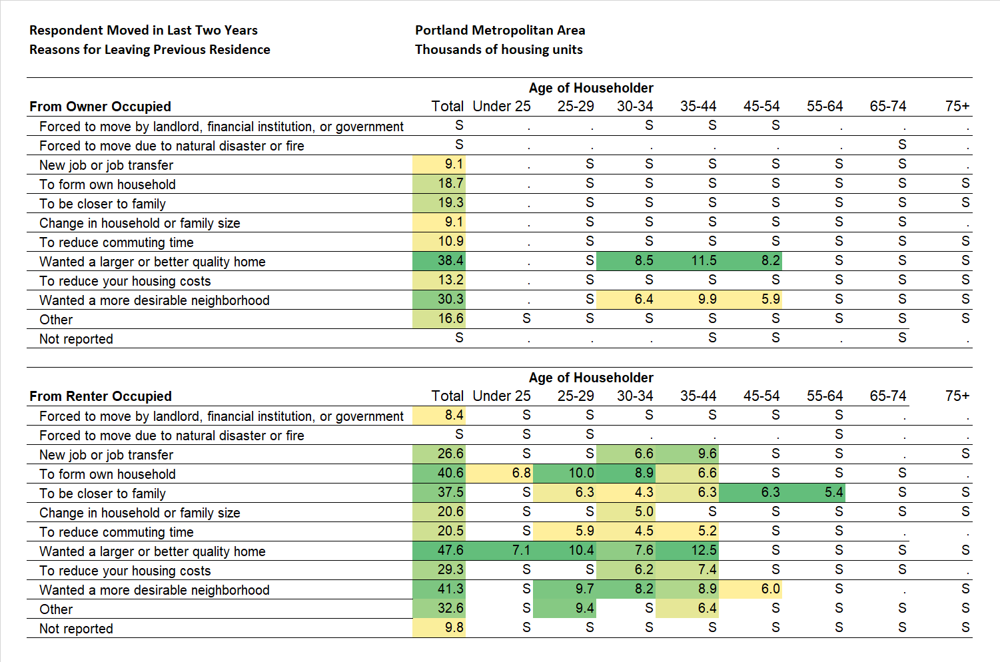 Respondent Moved in Last Two Years Portland Metropolitan Area
Reasons for Leaving Previous Residence Thousands of housing units
Age of Householder
From Owner Occupied Total Under 25 25-29 30-34 35-44 45-54 55-64 65-74 75+
Forced to move by landlord, financial institution, or government S . . S S S . . .
Forced to move due to natural disaster or fire S . . . . . . S .
New job or job transfer 9.1 . S S S S S S .
To form own household 18.7 . S S S S S S S
To be closer to family 19.3 . S S S S S S S
Change in household or family size 9.1 . S S S S S S .
To reduce commuting time 10.9 . S S S S S S S
Wanted a larger or better quality home 38.4 . S 8.5 11.5 8.2 S S S
To reduce your housing costs 13.2 . S S S S S S S
Wanted a more desirable neighborhood 30.3 . S 6.4 9.9 5.9 S S S
Other 16.6 S S S S S S S S
Not reported S . . . S S . S .
Age of Householder
From Renter Occupied Total Under 25 25-29 30-34 35-44 45-54 55-64 65-74 75+
Forced to move by landlord, financial institution, or government 8.4 S S S S S S . .
Forced to move due to natural disaster or fire S S S . . . S . .
New job or job transfer 26.6 S S 6.6 9.6 S S . S
To form own household 40.6 6.8 10.0 8.9 6.6 S S S .
To be closer to family 37.5 S 6.3 4.3 6.3 6.3 5.4 S S
Change in household or family size 20.6 S S 5.0 S S S S S
To reduce commuting time 20.5 S 5.9 4.5 5.2 S S . .
Wanted a larger or better quality home 47.6 7.1 10.4 7.6 12.5 S S S S
To reduce your housing costs 29.3 S S 6.2 7.4 S S S .
Wanted a more desirable neighborhood 41.3 S 9.7 8.2 8.9 6.0 S . S
Other 32.6 S 9.4 S 6.4 S S S S
Not reported 9.8 S S S S S S S S